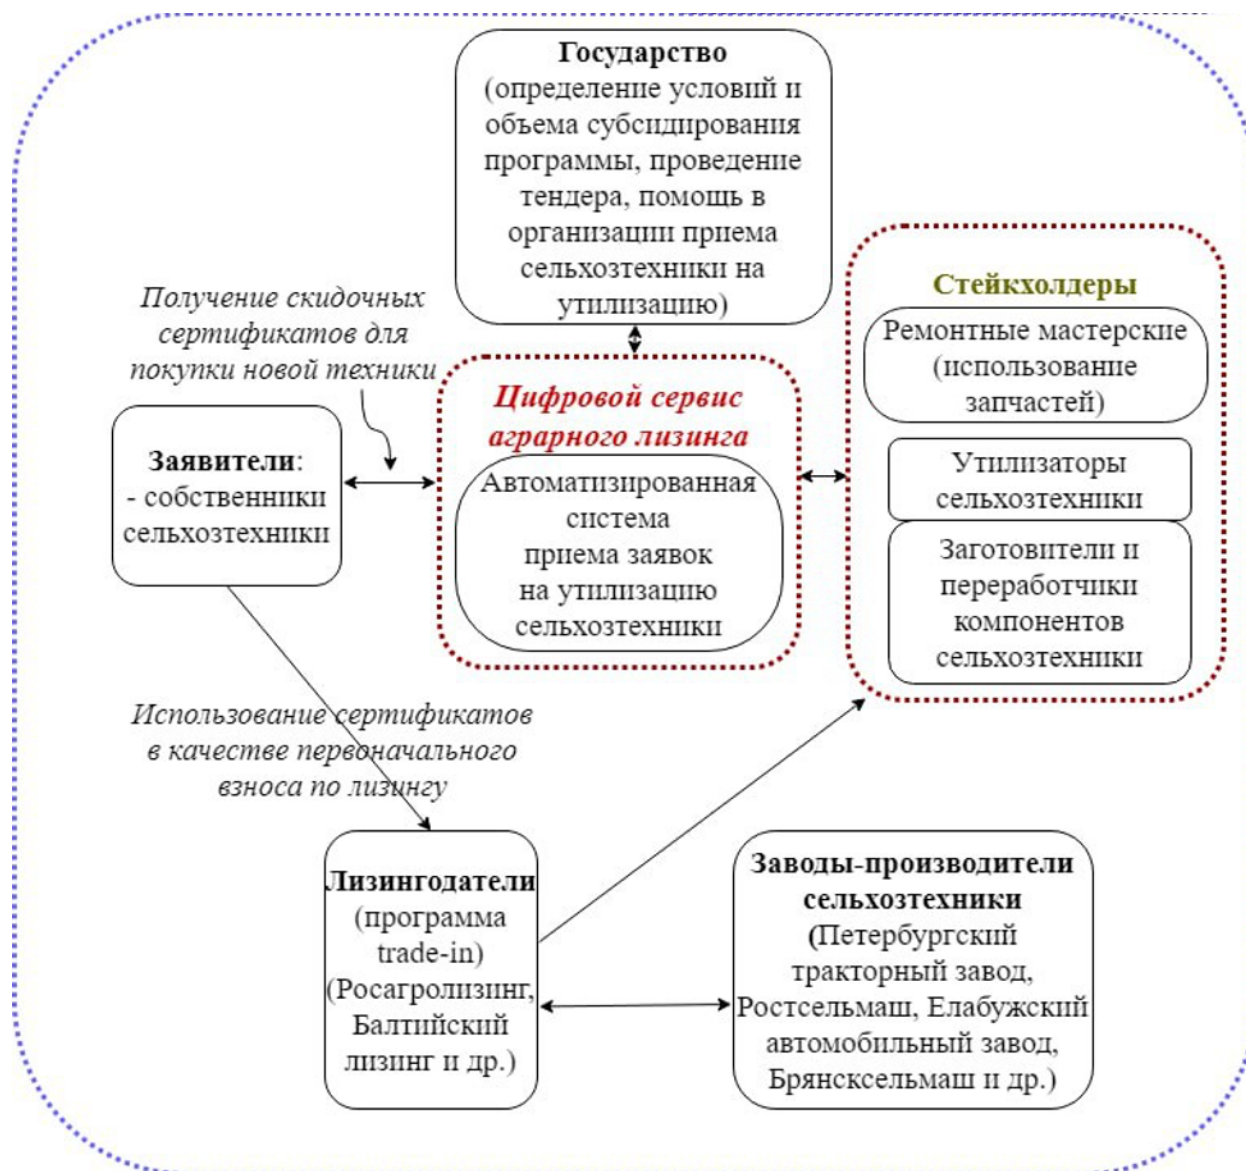 Государство
(определение условий и
объема субсидирования
программы, проведение
тендера, помощь в
организации приема
сельхозтехники на
утилизацию)
Получение скидочных
сертификатов для
покупки новой техники
Заявители:
- собственники
сельхозтехники
Цифровой сервис
аграрного лизинга
Автоматизированная
система
приема заявок
на утилизацию
сельхозтехники
Стейкхолдеры
Ремонтные мастерские
(использование
запчастей)
Утилизаторы
сельхозтехники
Заготовители и
переработчики
компонентов
сельхозтехники
Использование сертификатов
в качестве первоначального
взноса по лизингу
Лизингодатели
(программа
trade-in)
(Росагролизинг,
Балтийский
лизинг и др.)
Заводы-производители
сельхозтехники
(Петербургский
тракторный завод,
Ростсельмаш, Елабужский
автомобильный завод,
Брянсксельмаш и др.)